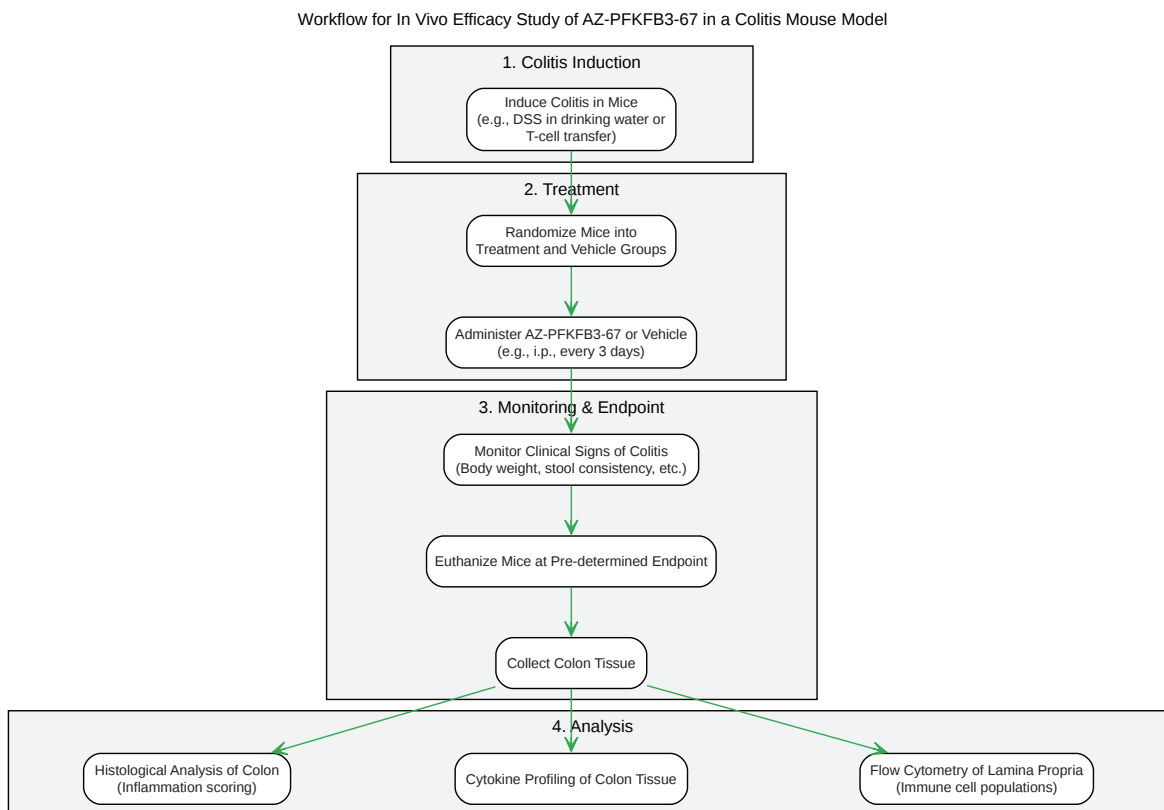 Workflow for In Vivo Efficacy Study of AZ-PFKFB3-67 in a Colitis Mouse Model
1. Colitis Induction
Induce Colitis in Mice
(e.g., DSS in drinking water or
T-cell transfer)
2. Treatment
Randomize Mice into
Treatment and Vehicle Groups
Administer AZ-PFKFB3-67 or Vehicle
(e.g., i.p., every 3 days)
3. Monitoring & Endpoint
Monitor Clinical Signs of Colitis
(Body weight, stool consistency, etc.)
Euthanize Mice at Pre-determined Endpoint
Collect Colon Tissue
4. Analysis
Histological Analysis of Colon
(Inflammation scoring)
Cytokine Profiling of Colon Tissue
Flow Cytometry of Lamina Propria
(Immune cell populations)